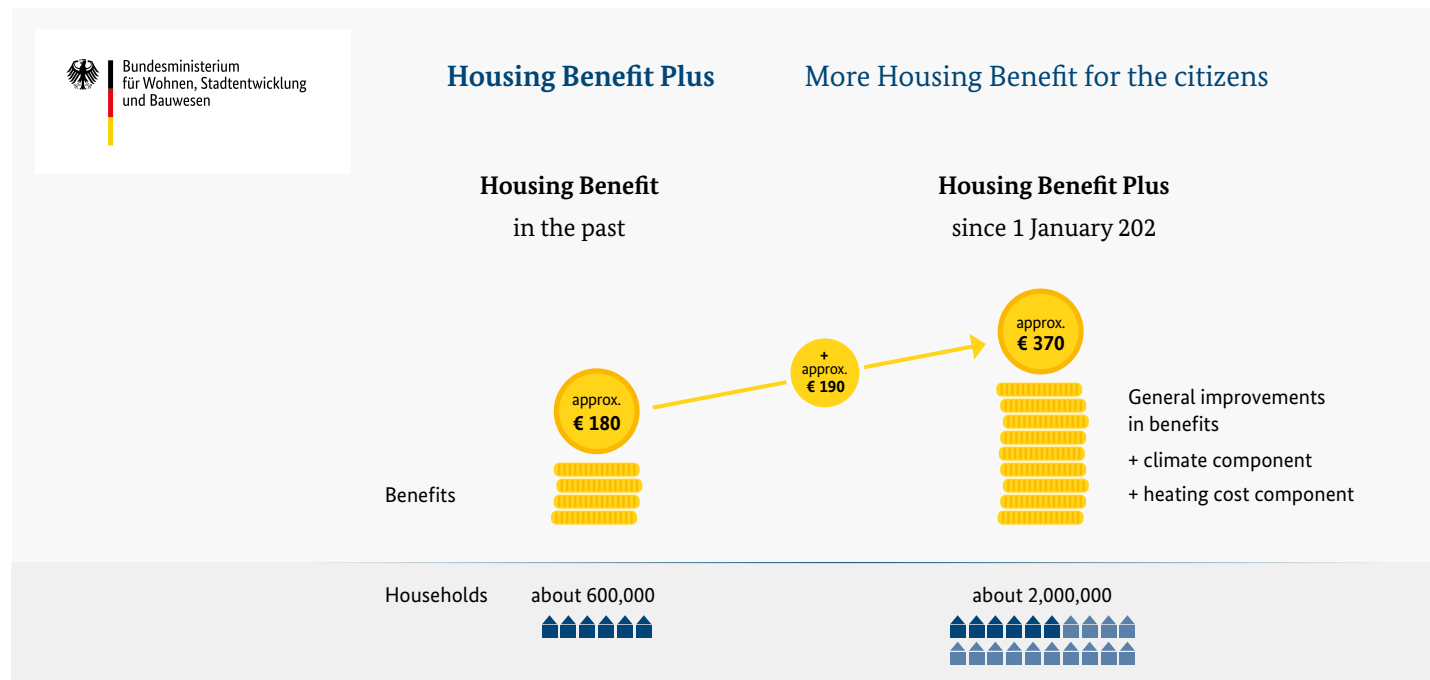 Bundesministerium
für Wohnen, Stadtentwicklung
und Bauwesen
Housing Benefit Plus
More Housing Benefit for the citizens
Housing Benefit
in the past
Housing Benefit Plus
since 1 January 202
approx.
€ 180
+
approx.
€ 190
approx.
€ 370
Benefits
General improvements
in benefits
+ climate component
+ heating cost component
Households
about 600,000
about 2,000,000